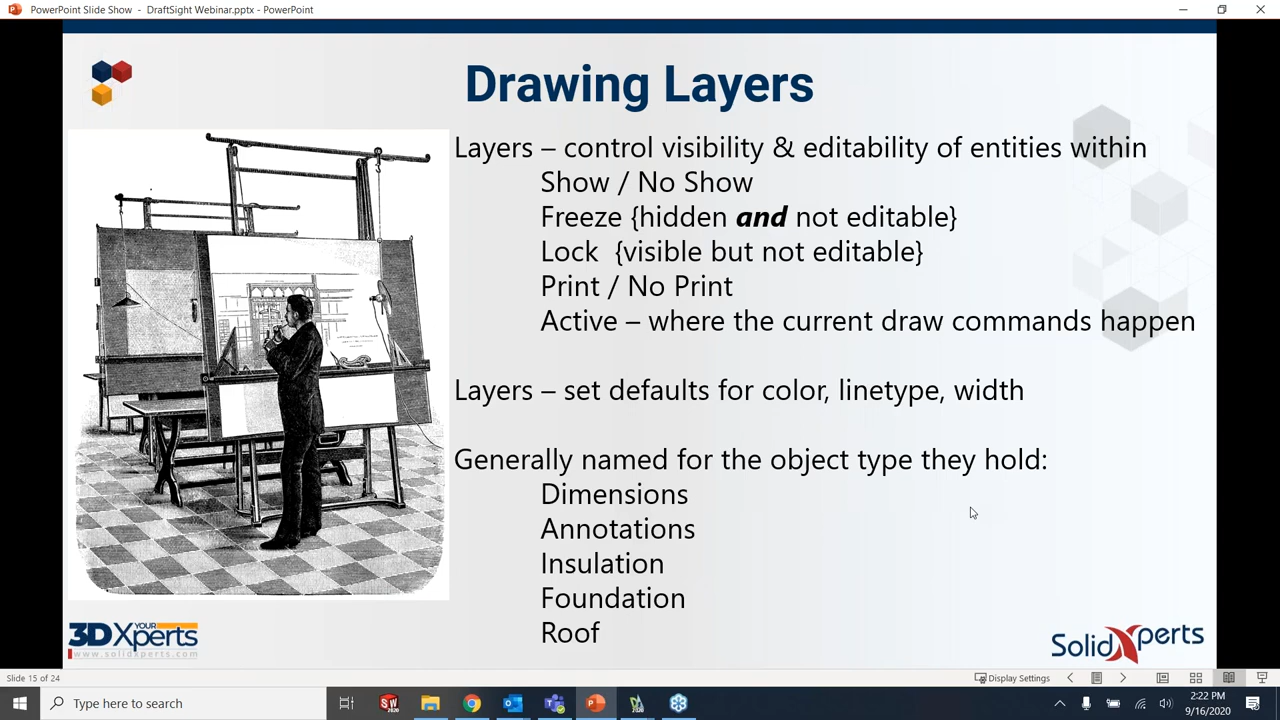 PowerPoint Slide Show - DraftSight Webinar.pptx - PowerPoint
Drawing Layers
Layers – control visibility & editability of entities within
Show / No Show
Freeze {hidden and not editable}
Lock {visible but not editable}
Print / No Print
Active – where the current draw commands happen
Layers – set defaults for color, linetype, width
Generally named for the object type they hold:
Dimensions
Annotations
Insulation
Foundation
Roof
YOUR
3DXperts
www.solidxperts.com
SolidXperts
Slide 15 of 24
Display Settings
Type here to search
SW
2020
2:22 PM
9/16/2020